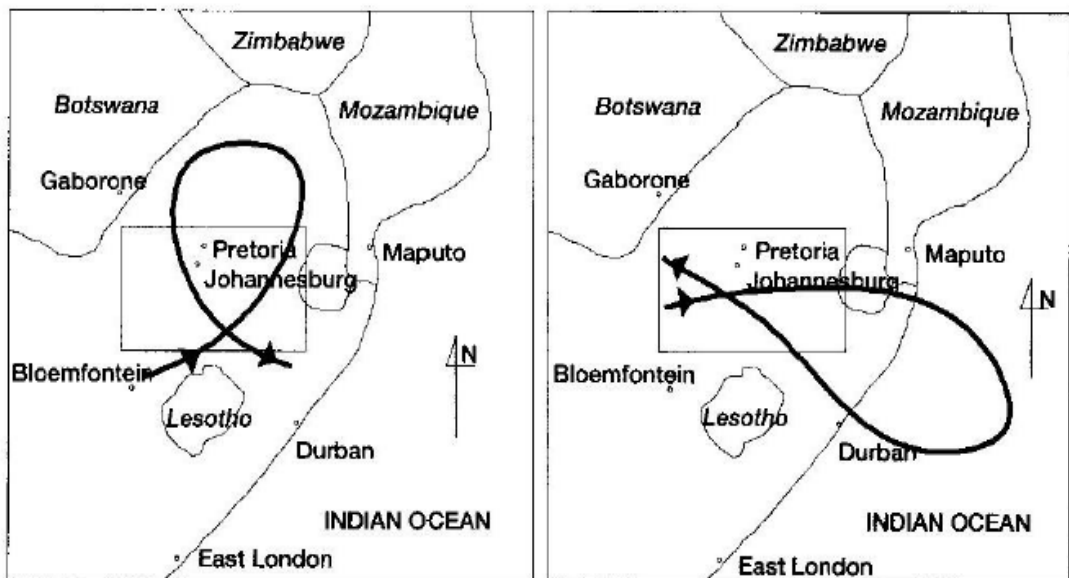 Zimbabwe
Botswana
Mozambique
Gaborone
Pretoria
Maputo
Johannesburg
N
Bloemfontein
Lesotho
Durban
INDIAN OCEAN
East London
Zimbabwe
Botswana
Mozambique
Gaborone
Pretoria
Maputo
Johannesburg
N
Bloemfontein
Lesotho
Durban
INDIAN OCEAN
East London